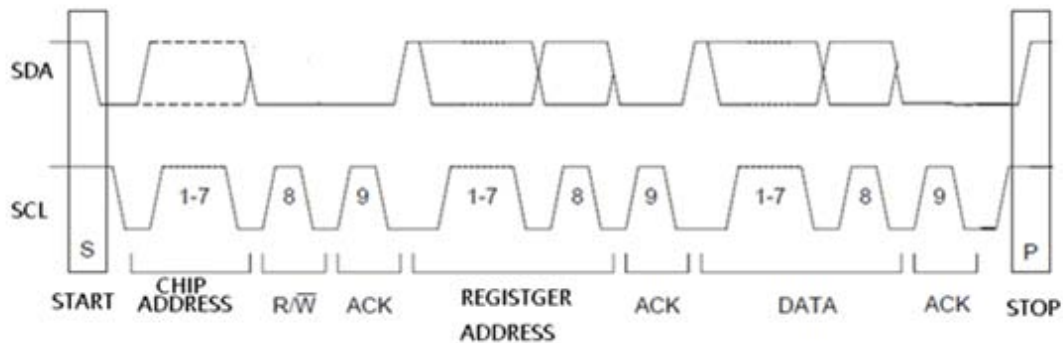 SDA
SCL
1-7 8 9 1-7 8 9 1-7 8 9
S P
START CHIP ADDRESS R/W̅ ACK REGISTGER ADDRESS ACK DATA ACK STOP